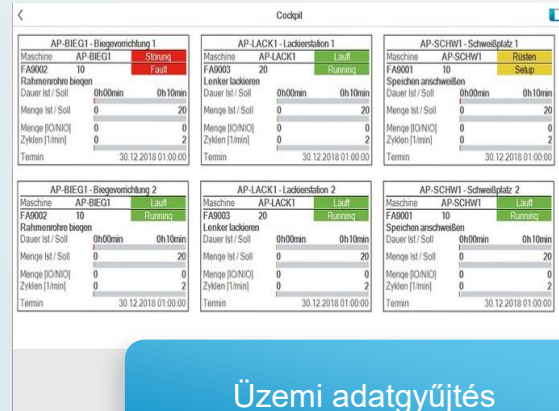 Cockpit
AP-BIEG1 - Biegevorrichtung 1
Maschine AP-BIEG1 Störung
FA9002 10 Fault
Rahmenrohre biegen
Dauer Ist / Soll 0h00min 0h10min
Menge Ist / Soll 0 20
Menge [IO/NIO] 0 0
Zyklen [1/min] 0 2
Termin 30.12.2018 01:00:00
AP-LACK1 - Lackierstation 1
Maschine AP-LACK1 Läuft
FA9003 20 Running
Lenker lackieren
Dauer Ist / Soll 0h00min 0h10min
Menge Ist / Soll 0 20
Menge [IO/NIO] 0 0
Zyklen [1/min] 0 2
Termin 30.12.2018 01:00:00
AP-SCHW1 - Schweißplatz 1
Maschine AP-SCHW1 Rüsten
FA9001 10 Setup
Speichen anschweißen
Dauer Ist / Soll 0h00min 0h10min
Menge Ist / Soll 0 20
Menge [IO/NIO] 0 0
Zyklen [1/min] 0 2
Termin 30.12.2018 01:00:00
AP-BIEG1 - Biegevorrichtung 2
Maschine AP-BIEG1 Läuft
FA9002 10 Running
Rahmenrohre biegen
Dauer Ist / Soll 0h00min 0h10min
Menge Ist / Soll 0 20
Menge [IO/NIO] 0 0
Zyklen [1/min] 0 2
Termin 30.12.2018 01:00:00
AP-LACK1 - Lackierstation 2
Maschine AP-LACK1 Läuft
FA9003 20 Running
Lenker lackieren
Dauer Ist / Soll 0h00min 0h10min
Menge Ist / Soll 0 20
Menge [IO/NIO] 0 0
Zyklen [1/min] 0 2
Termin 30.12.2018 01:00:00
AP-SCHW1 - Schweißplatz 2
Maschine AP-SCHW1 Läuft
FA9001 10 Running
Speichen anschweißen
Dauer Ist / Soll 0h00min 0h10min
Menge Ist / Soll 0 20
Menge [IO/NIO] 0 0
Zyklen [1/min] 0 2
Termin 30.12.2018 01:00:00
Üzemi adatgyűjtés